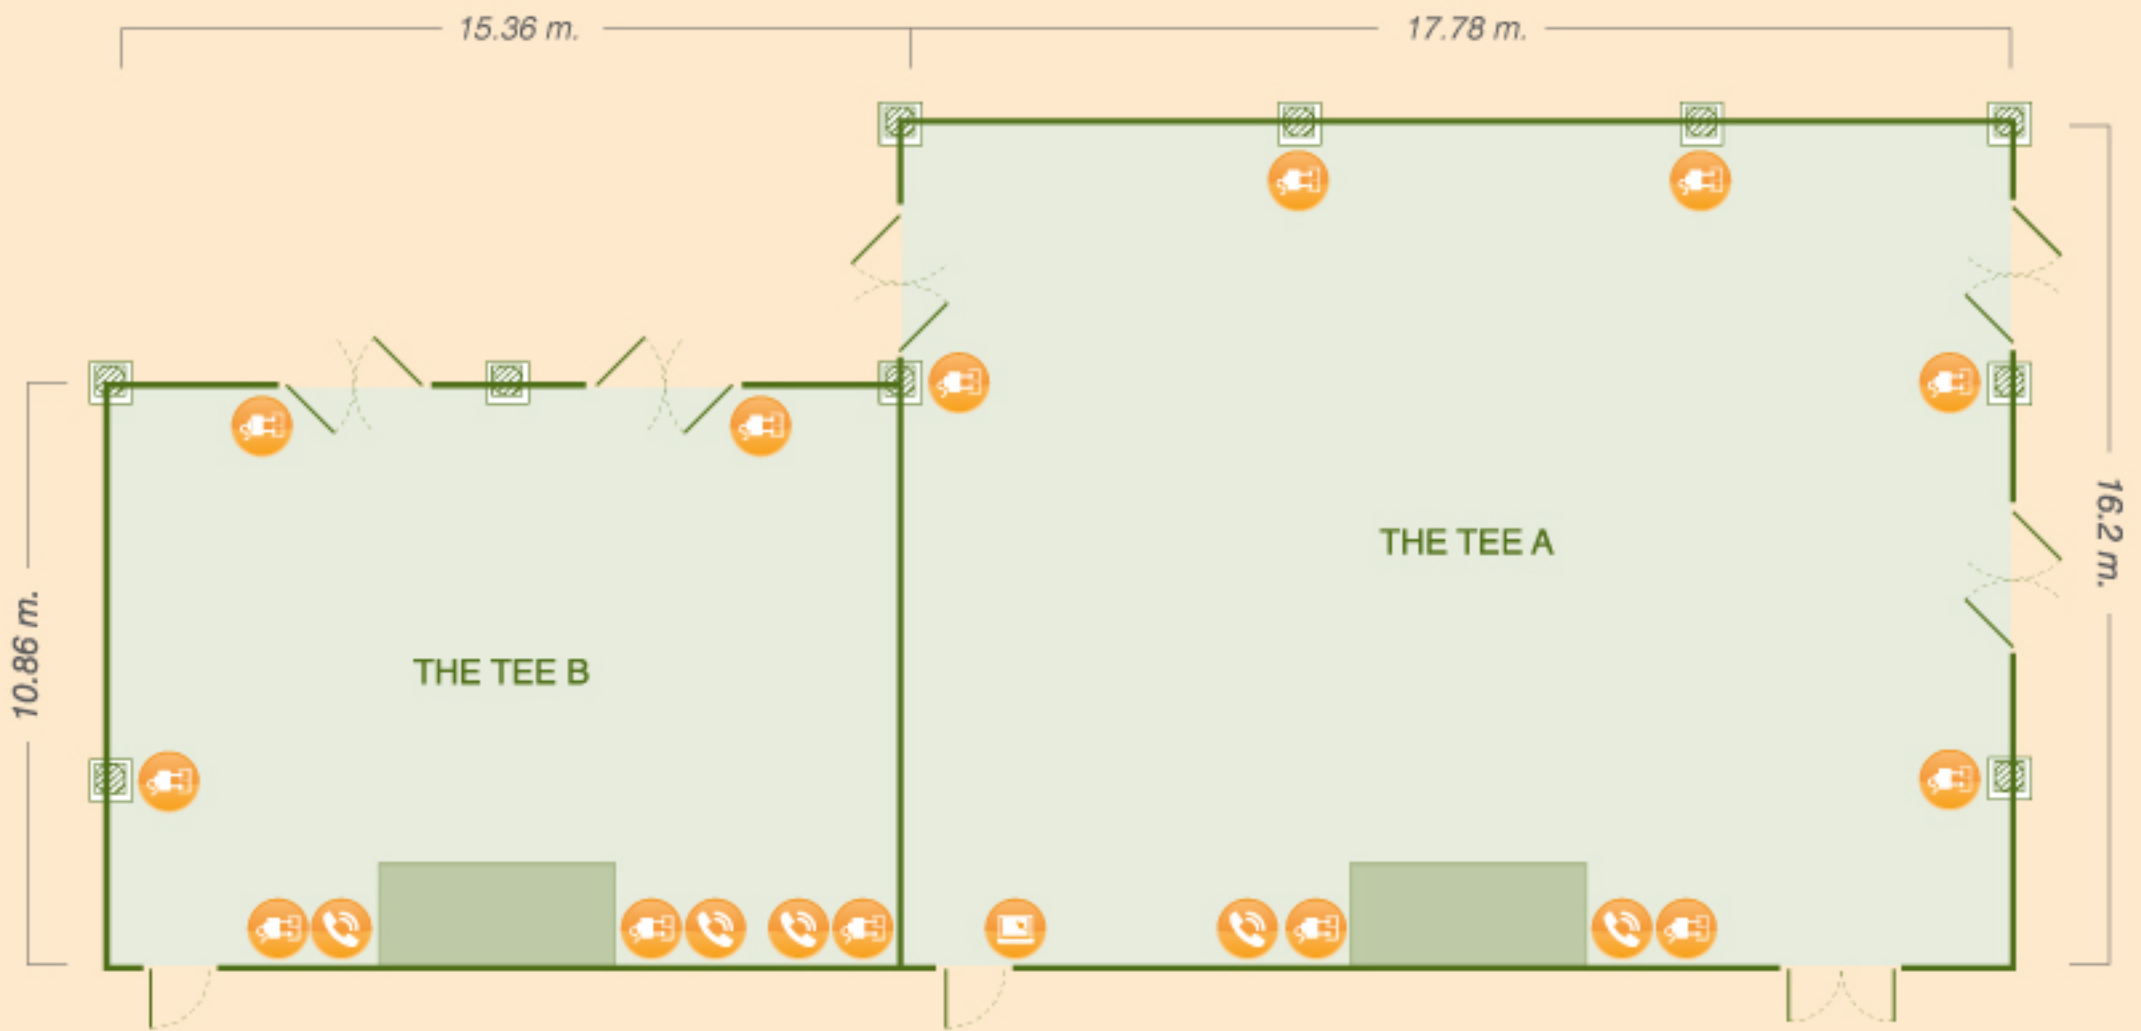 15.36 m.
17.78 m.
16.2 m.
THE TEE A
10.86 m.
THE TEE B